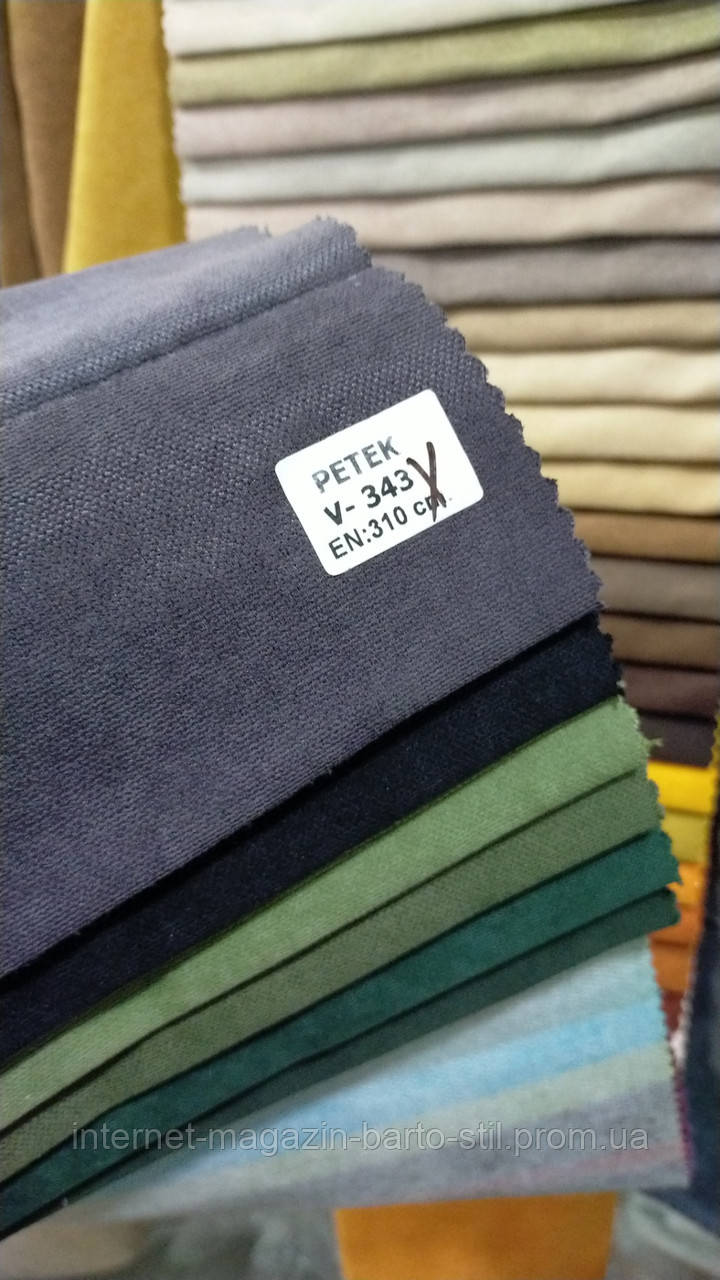 PETEK
V- 343
EN:310 cm.
internet-magazin-barto-stil.prom.ua